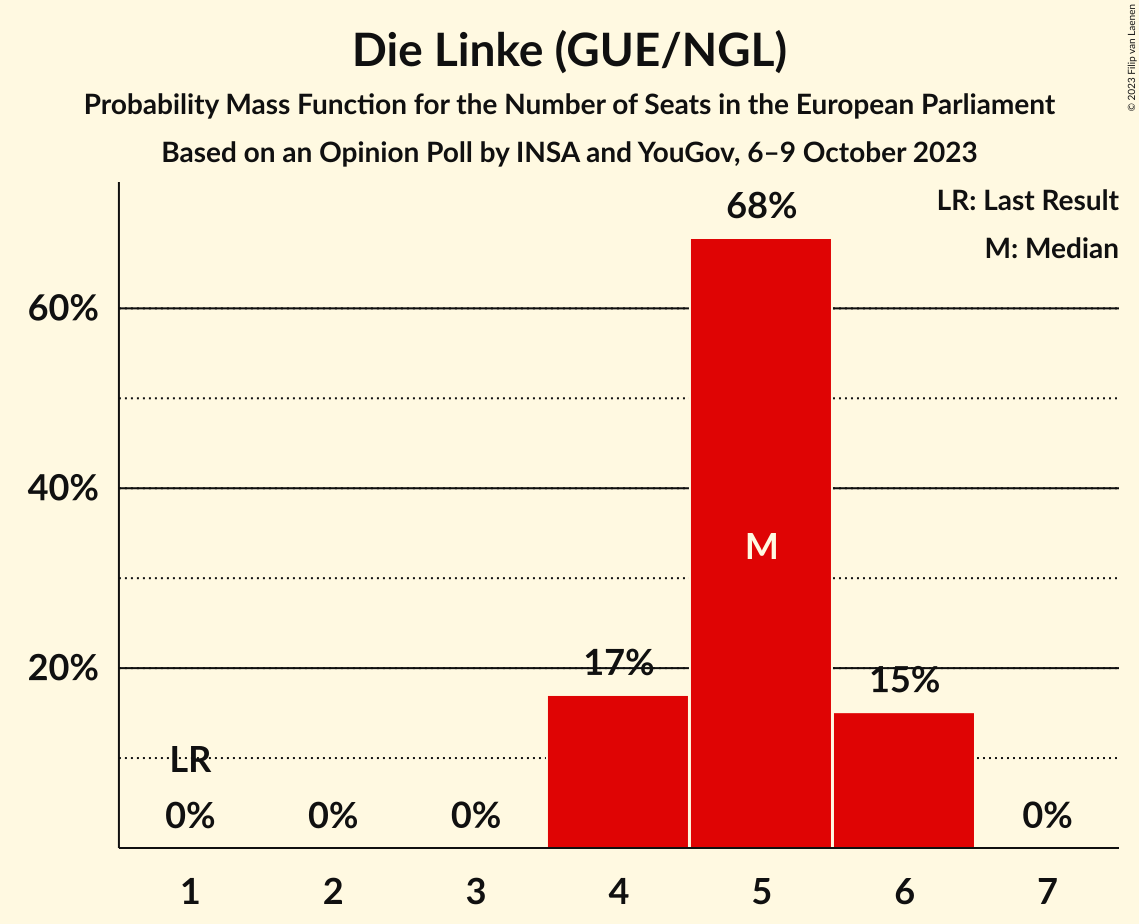 Die Linke (GUE/NGL)
Probability Mass Function for the Number of Seats in the European Parliament
Based on an Opinion Poll by INSA and YouGov, 6–9 October 2023
© 2023 Filip van Laenen
LR: Last Result
M: Median
68%
60%
40%
M
20%
17%
15%
LR
0%
0%
0%
0%
1 2 3 4 5 6 7